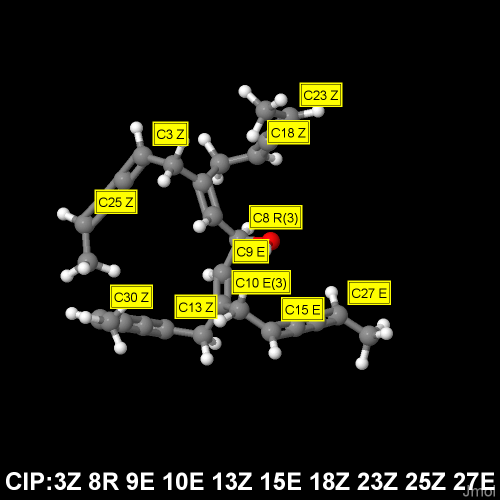 C23 Z
C3 Z
C18 Z
C25 Z
C8 R(3)
C9 E
C10 E(3)
C30 Z
C13 Z
C15 E
C27 E
CIP:3Z 8R 9E 10E 13Z 15E 18Z 23Z 25Z 27E
Jmol